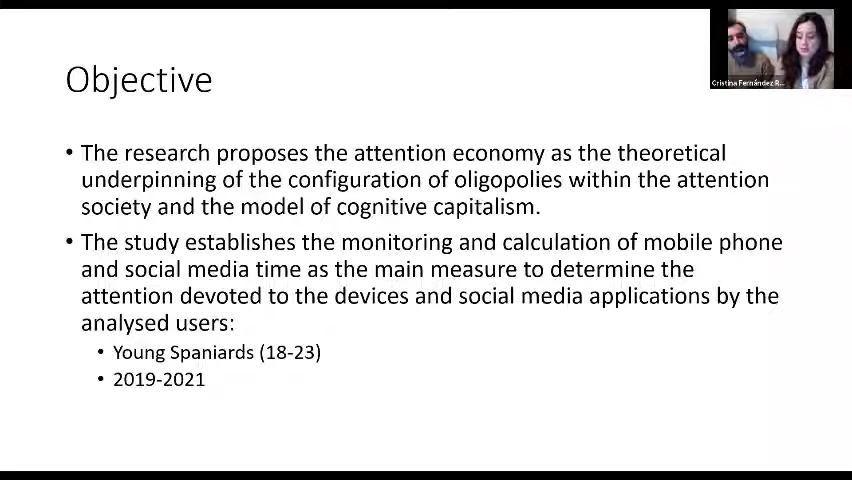 Cristina Fernández R...
Objective
• The research proposes the attention economy as the theoretical
underpinning of the configuration of oligopolies within the attention
society and the model of cognitive capitalism.
• The study establishes the monitoring and calculation of mobile phone
and social media time as the main measure to determine the
attention devoted to the devices and social media applications by the
analysed users:
• Young Spaniards (18-23)
• 2019-2021